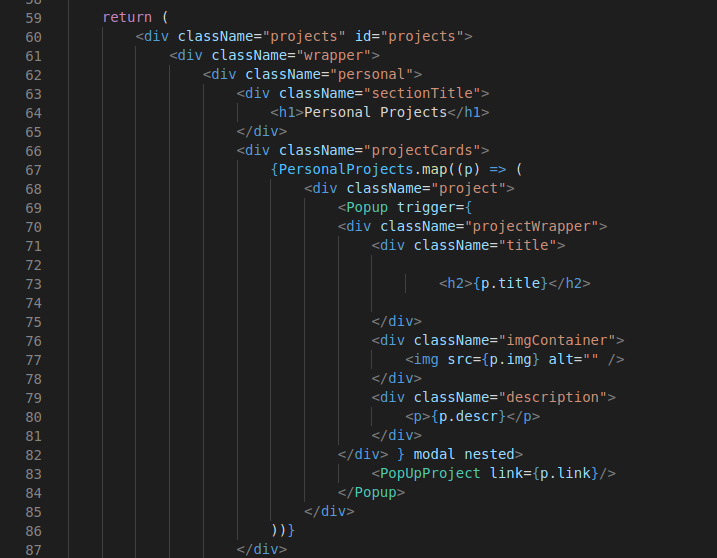 58
59 return (
60 <div className="projects" id="projects">
61 <div className="wrapper">
62 <div className="personal">
63 <div className="sectionTitle">
64 <h1>Personal Projects</h1>
65 </div>
66 <div className="projectCards">
67 {PersonalProjects.map((p) => (
68 <div className="project">
69 <Popup trigger={
70 <div className="projectWrapper">
71 <div className="title">
72
73 <h2>{p.title}</h2>
74
75 </div>
76 <div className="imgContainer">
77 <img src={p.img} alt="" />
78 </div>
79 <div className="description">
80 <p>{p.descr}</p>
81 </div>
82 </div> } modal nested>
83 <PopUpProject link={p.link}/>
84 </Popup>
85 </div>
86 ))}
87 </div>